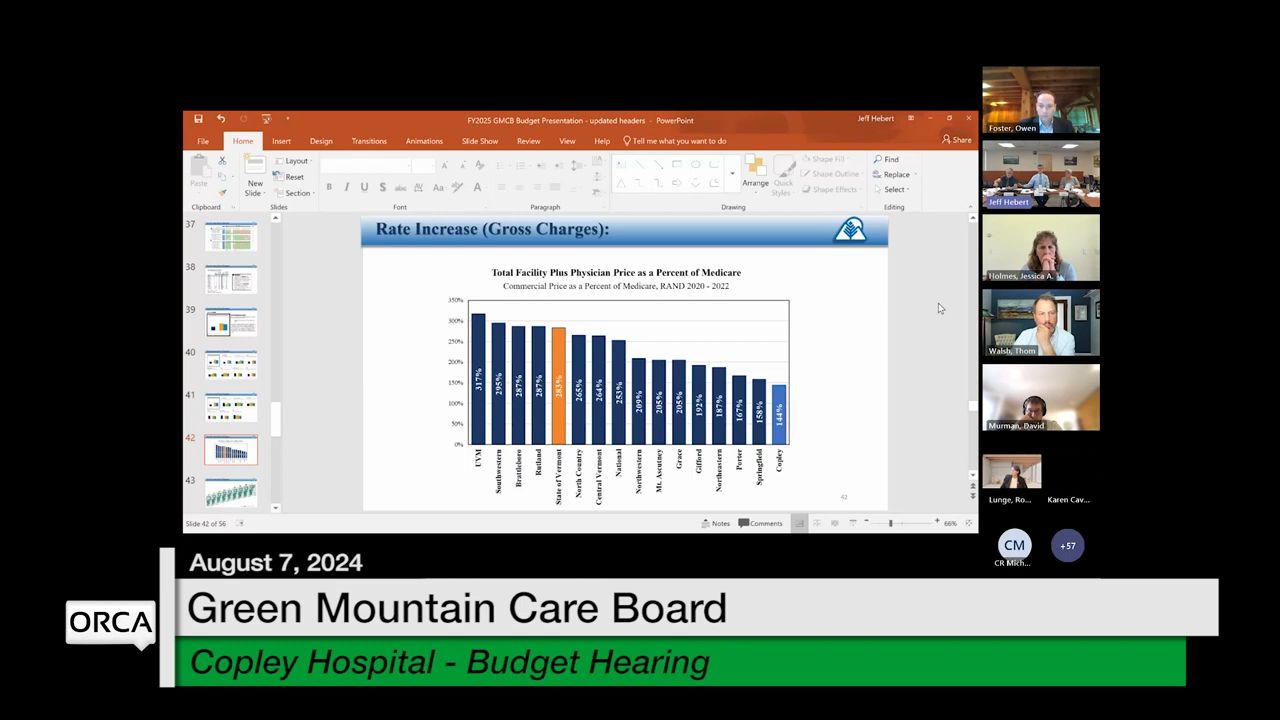 FY2025 GMCB Budget Presentation - updated headers - PowerPoint
Jeff Hebert
File Home Insert Design Transitions Animations Slide Show Review View Help Tell me what you want to do
Share
Paste
New
Slide
Layout
Reset
Section
Arrange
Quick
Styles
Shape Fill
Shape Outline
Shape Effects
Find
Replace
Select
Clipboard
Slides
Font
Paragraph
Drawing
Editing
37
38
39
40
41
42
43
Rate Increase (Gross Charges):
Total Facility Plus Physician Price as a Percent of Medicare
Commercial Price as a Percent of Medicare, RAND 2020 - 2022
350%
300%
250%
200%
150%
100%
50%
0%
317%
295%
287%
287%
283%
265%
264%
253%
209%
205%
205%
192%
187%
167%
158%
144%
UVM
Southwestern
Brattleboro
Rutland
State of Vermont
North Country
Central Vermont
National
Northwestern
Mt. Ascutney
Grace
Gifford
Northeastern
Porter
Springfield
Copley
42
Slide 42 of 56
Notes
Comments
66%
Foster, Owen
Jeff Hebert
Holmes, Jessica A.
Walsh, Thom
Murman, David
Lunge, Ro...
Karen Cav...
CM
CR Mich...
+57
August 7, 2024
ORCA
Green Mountain Care Board
Copley Hospital - Budget Hearing